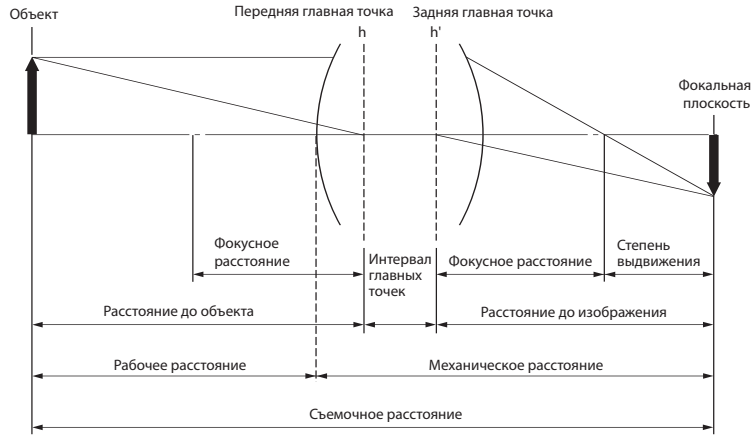 Объект
Передняя главная точка
h
Задняя главная точка
h'
Фокальная
плоскость
Фокусное
расстояние
Интервал
главных
точек
Фокусное расстояние
Степень
выдвижения
Расстояние до объекта
Расстояние до изображения
Рабочее расстояние
Механическое расстояние
Съемочное расстояние